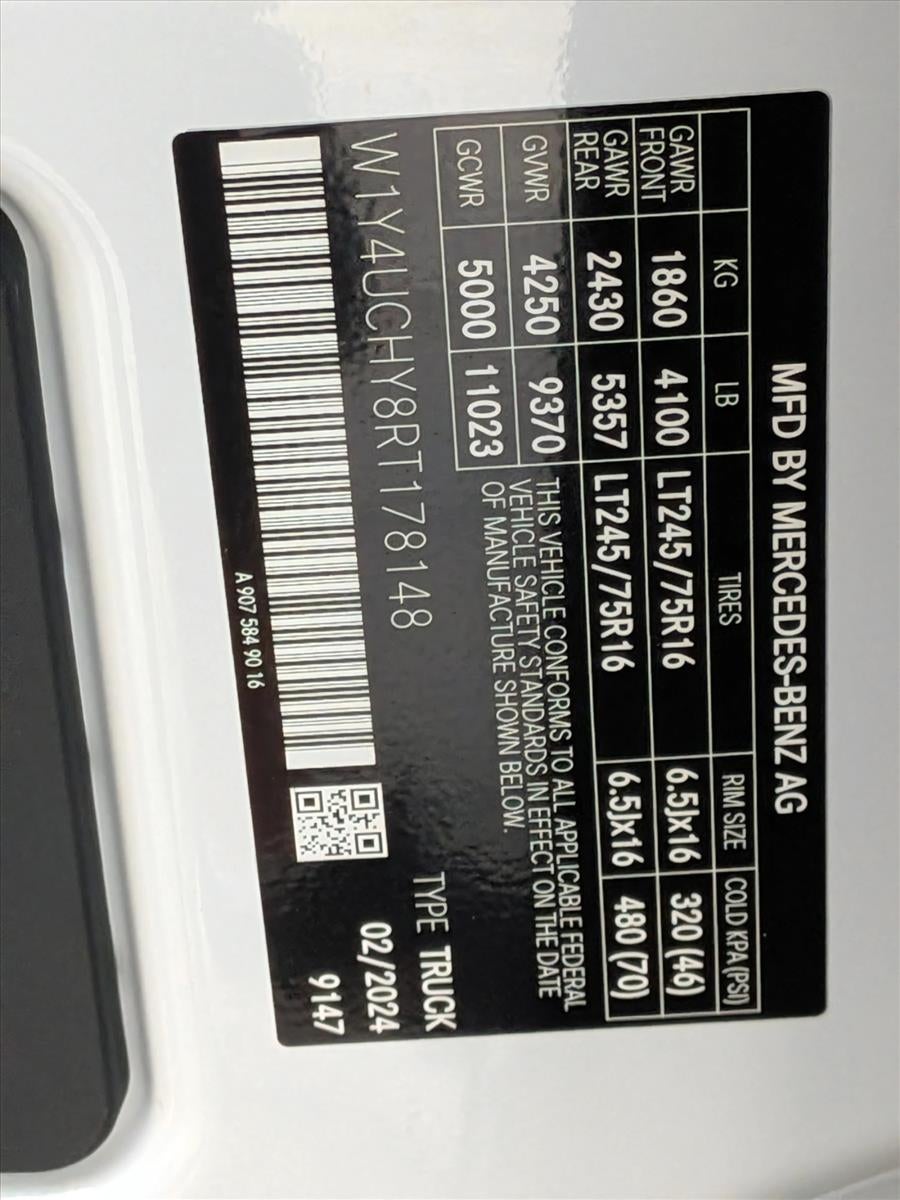 MFD BY MERCEDES-BENZ AG
KG LB TIRES RIM SIZE COLD KPA(PSI)
GAWR FRONT 1860 4100 LT245/75R16 6.5Jx16 320 (46)
GAWR REAR 2430 5357 LT245/75R16 6.5Jx16 480 (70)
GVWR 4250 9370
GCWR 5000 11023
THIS VEHICLE CONFORMS TO ALL APPLICABLE FEDERAL
VEHICLE SAFETY STANDARDS IN EFFECT ON THE DATE
OF MANUFACTURE SHOWN BELOW.
W1Y4UCHY8RT178148
TYPE TRUCK
02/2024
9147
A 907 584 90 16